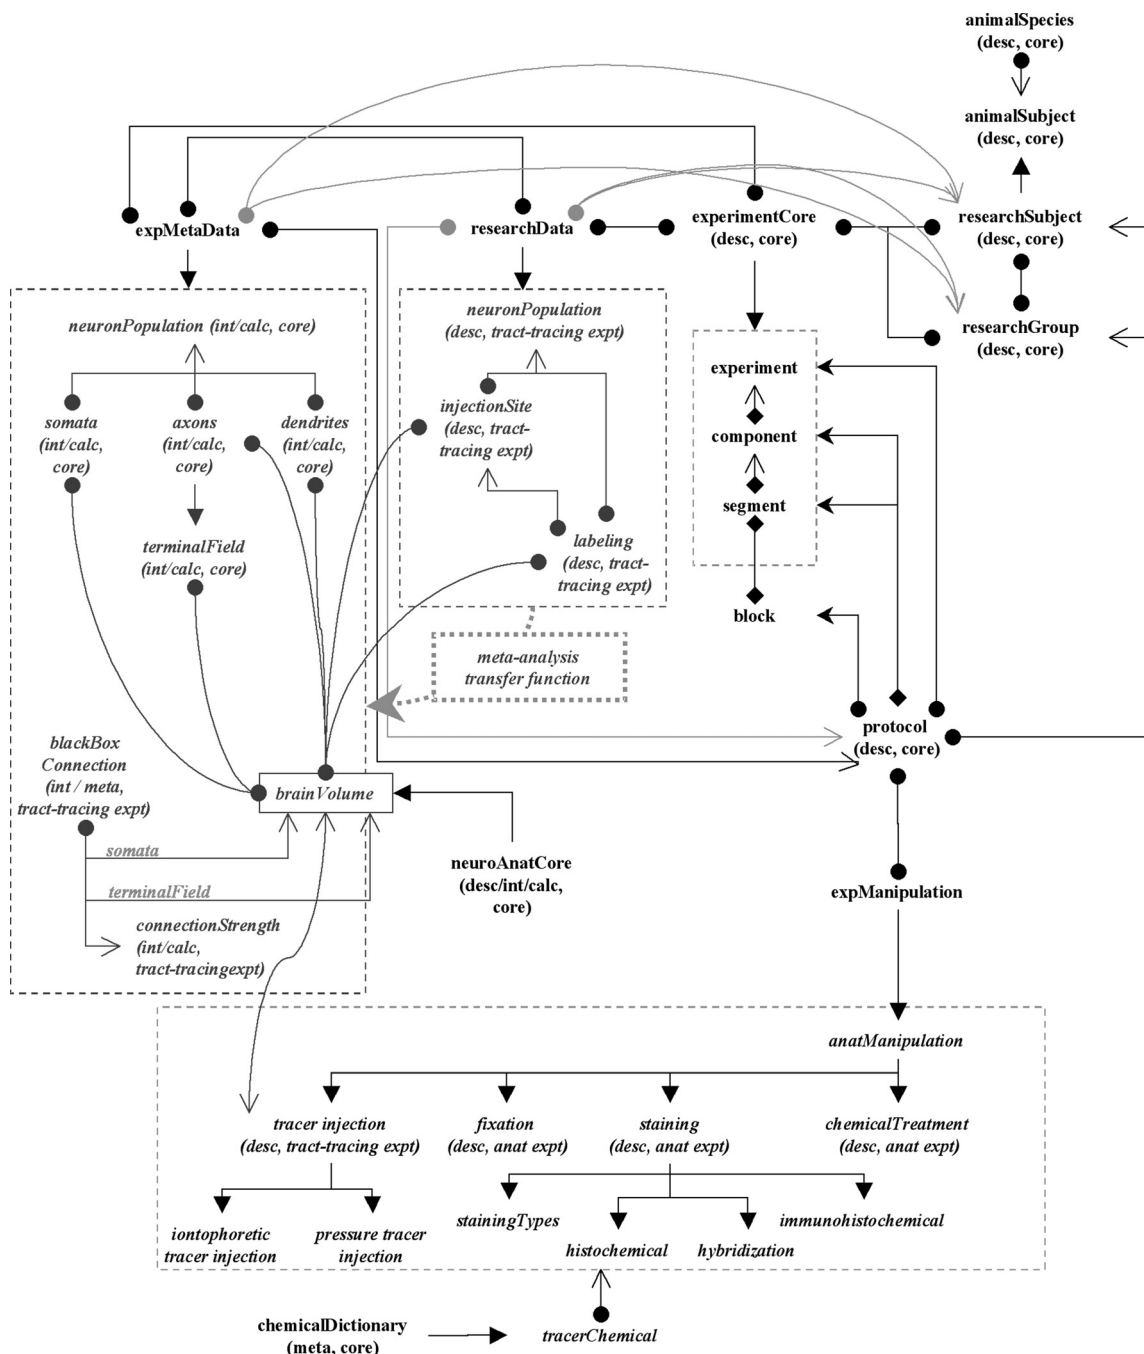 animalSpecies
(desc, core)
animalSubject
(desc, core)
expMetaData
researchData
experimentCore
(desc, core)
researchSubject
(desc, core)
researchGroup
(desc, core)
neuronPopulation (int/calc, core)
somata
(int/calc,
core)
axons
(int/calc,
core)
dendrites
(int/calc,
core)
terminalField
(int/calc, core)
neuronPopulation
(desc, tract-tracing expt)
injectionSite
(desc, tract-
tracing expt)
labeling
(desc, tract-
tracing expt)
experiment
component
segment
block
meta-analysis
transfer function
protocol
(desc, core)
blackBox
Connection
(int / meta,
tract-tracing expt)
brainVolume
somata
terminalField
connectionStrength
(int/calc,
tract-tracingexpt)
neuroAnatCore
(desc/int/calc,
core)
expManipulation
anatManipulation
tracer injection
(desc, tract-tracing expt)
fixation
(desc, anat expt)
staining
(desc, anat expt)
chemicalTreatment
(desc, anat expt)
iontophoretic
tracer injection
pressure tracer
injection
stainingTypes
histochemical
hybridization
immunohistochemical
chemicalDictionary
(meta, core)
tracerChemical